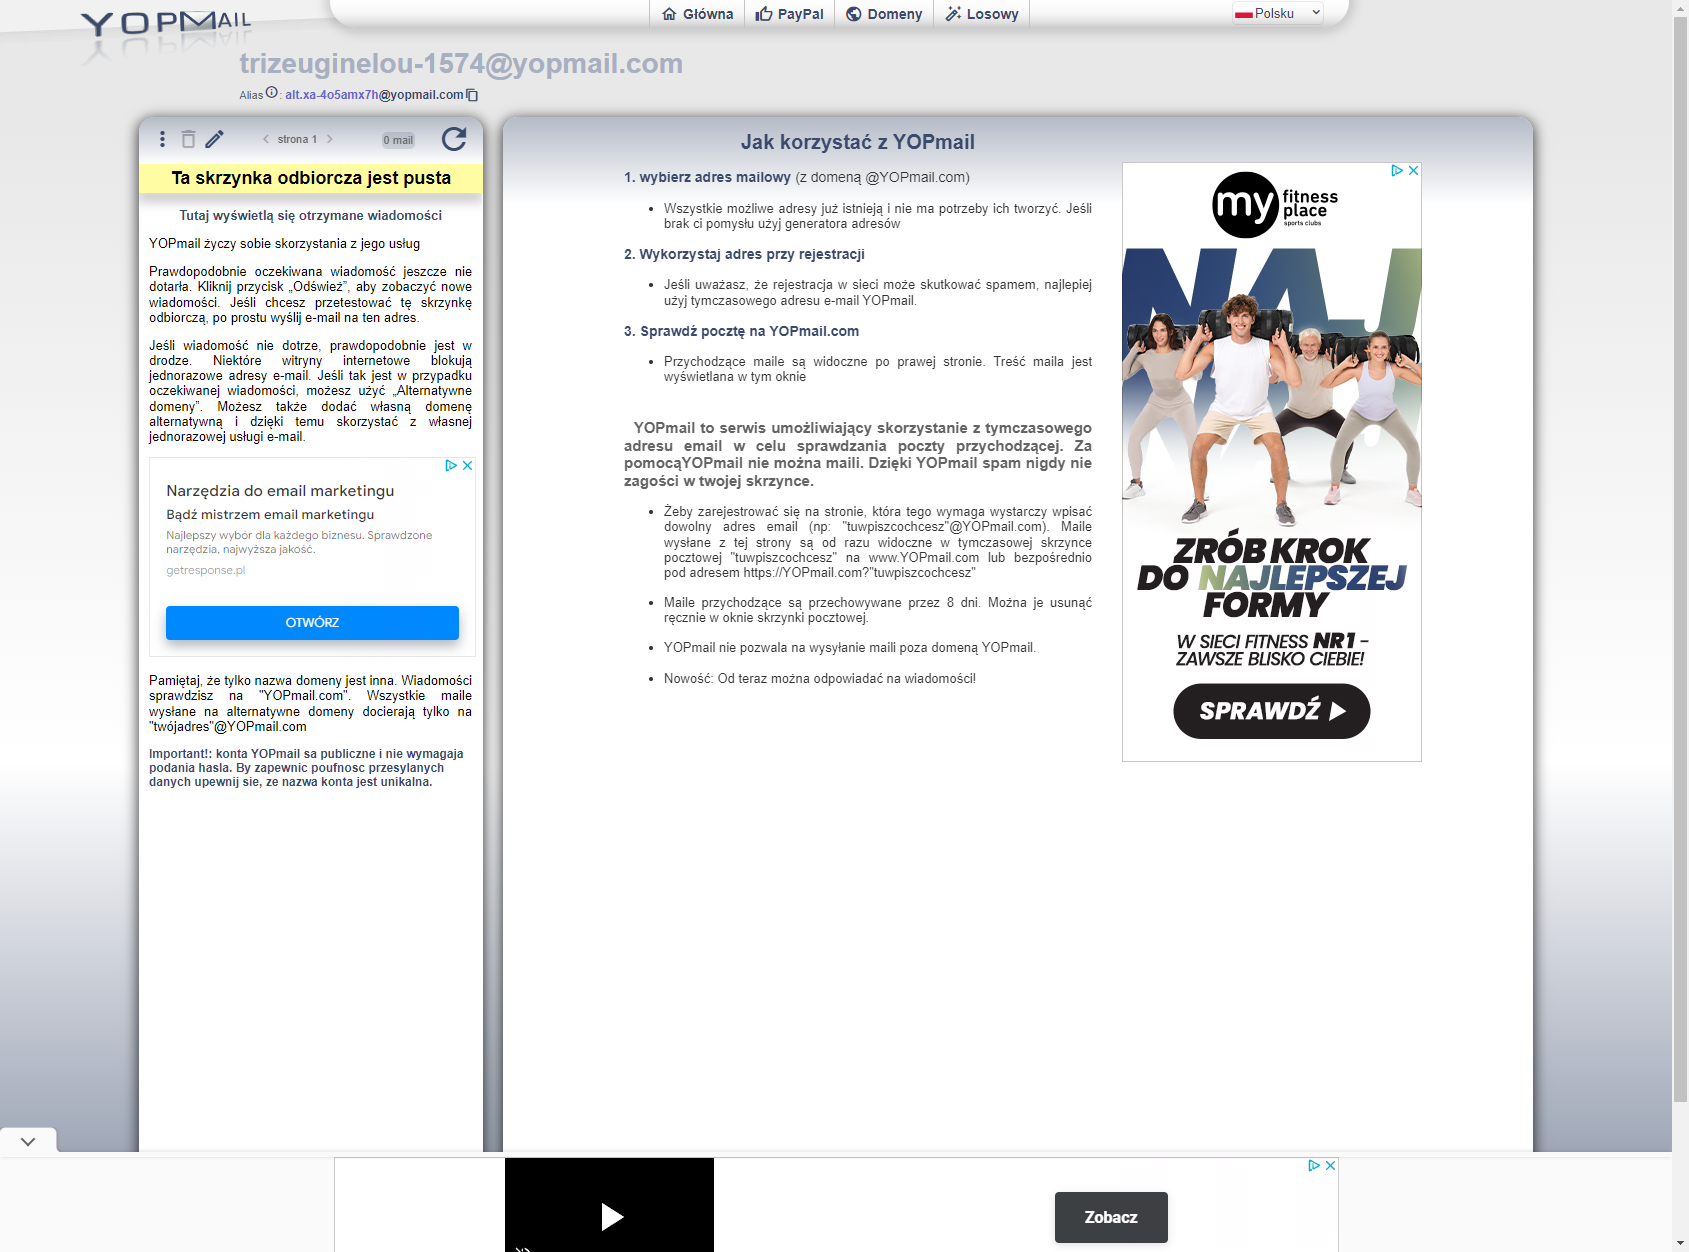 YOPMAIL
Główna
PayPal
Domeny
Losowy
Polsku
trizeuginelou-1574@yopmail.com
Alias : alt.xa-4o5amx7h@yopmail.com
strona 1
0 mail
Ta skrzynka odbiorcza jest pusta
Tutaj wyświetlą się otrzymane wiadomości
YOPmail życzy sobie skorzystania z jego usług
Prawdopodobnie oczekiwana wiadomość jeszcze nie
dotarła. Kliknij przycisk „Odśwież”, aby zobaczyć nowe
wiadomości. Jeśli chcesz przetestować tę skrzynkę
odbiorczą, po prostu wyślij e-mail na ten adres.
Jeśli wiadomość nie dotrze, prawdopodobnie jest w
drodze. Niektóre witryny internetowe blokują
jednorazowe adresy e-mail. Jeśli tak jest w przypadku
oczekiwanej wiadomości, możesz użyć „Alternatywne
domeny”. Możesz także dodać własną domenę
alternatywną i dzięki temu skorzystać z własnej
jednorazowej usługi e-mail.
Narzędzia do email marketingu
Bądź mistrzem email marketingu
Najlepszy wybór dla każdego biznesu. Sprawdzone
narzędzia, najwyższa jakość.
getresponse.pl
OTWÓRZ
Pamiętaj, że tylko nazwa domeny jest inna. Wiadomości
sprawdzisz na "YOPmail.com". Wszystkie maile
wysłane na alternatywne domeny docierają tylko na
"twójadres"@YOPmail.com
Important!: konta YOPmail sa publiczne i nie wymagaja
podania hasla. By zapewnic poufnosc przesylanych
danych upewnij sie, ze nazwa konta jest unikalna.
Jak korzystać z YOPmail
1. wybierz adres mailowy (z domeną @YOPmail.com)
• Wszystkie możliwe adresy już istnieją i nie ma potrzeby ich tworzyć. Jeśli
brak ci pomysłu użyj generatora adresów
2. Wykorzystaj adres przy rejestracji
• Jeśli uważasz, że rejestracja w sieci może skutkować spamem, najlepiej
użyj tymczasowego adresu e-mail YOPmail.
3. Sprawdź pocztę na YOPmail.com
• Przychodzące maile są widoczne po prawej stronie. Treść maila jest
wyświetlana w tym oknie
YOPmail to serwis umożliwiający skorzystanie z tymczasowego
adresu email w celu sprawdzania poczty przychodzącej. Za
pomocąYOPmail nie można maili. Dzięki YOPmail spam nigdy nie
zagości w twojej skrzynce.
• Żeby zarejestrować się na stronie, która tego wymaga wystarczy wpisać
dowolny adres email (np: "tuwpiszcochcesz"@YOPmail.com). Maile
wysłane z tej strony są od razu widoczne w tymczasowej skrzynce
pocztowej "tuwpiszcochcesz" na www.YOPmail.com lub bezpośrednio
pod adresem https://YOPmail.com?"tuwpiszcochcesz"
• Maile przychodzące są przechowywane przez 8 dni. Można je usunąć
ręcznie w oknie skrzynki pocztowej.
• YOPmail nie pozwala na wysyłanie maili poza domeną YOPmail.
• Nowość: Od teraz można odpowiadać na wiadomości!
my fitness
place
sports clubs
NAJ
ZRÓB KROK
DO NAJLEPSZEJ
FORMY
W SIECI FITNESS NR1 –
ZAWSZE BLISKO CIEBIE!
SPRAWDŹ
Zobacz